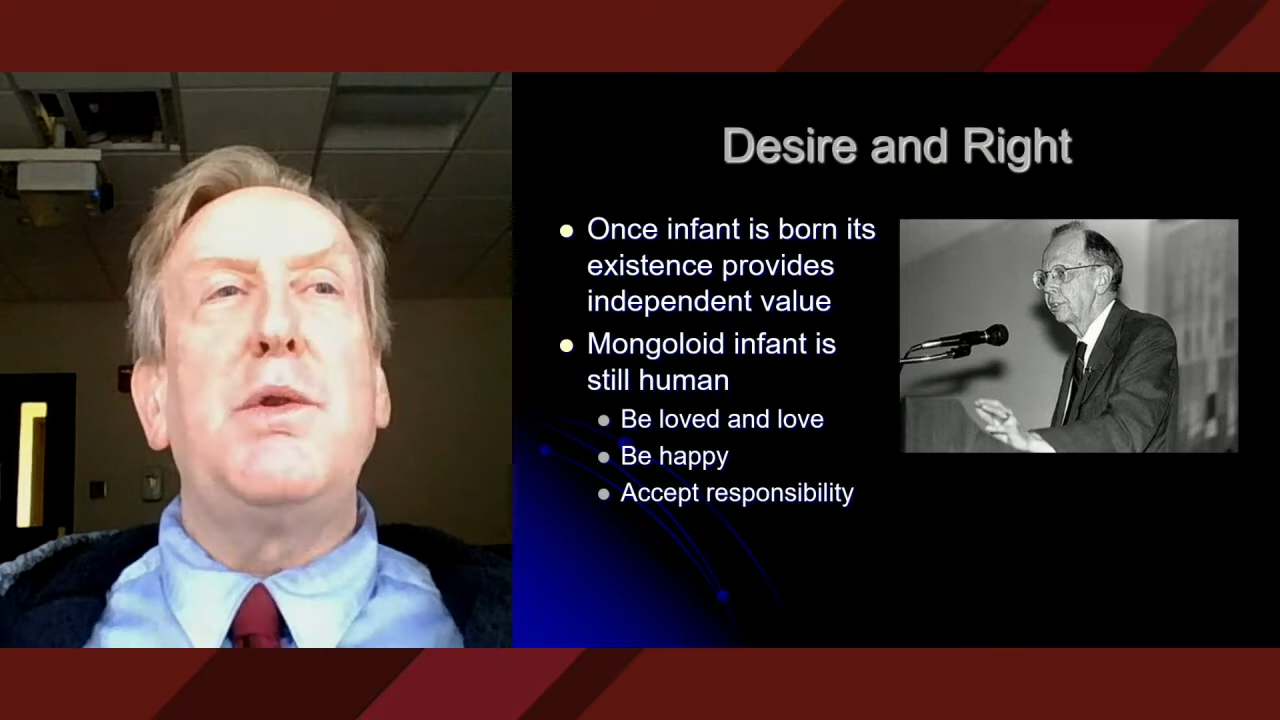 Desire and Right
Once infant is born its
existence provides
independent value
Mongoloid infant is
still human
Be loved and love
Be happy
Accept responsibility